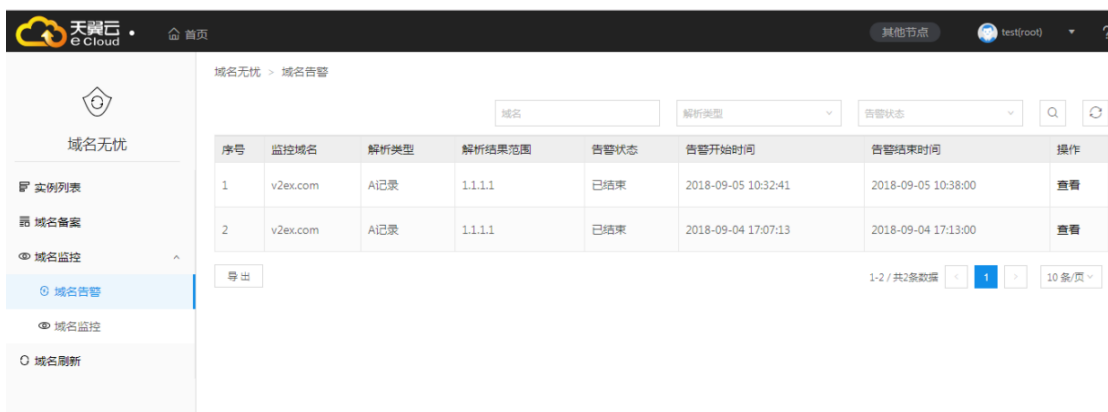 天翼云
e Cloud
首页
其他节点
test(root)
?
域名无忧 > 域名告警
域名无忧
实例列表
域名备案
域名监控
域名告警
域名监控
域名刷新
域名 解析类型 告警状态
序号 监控域名 解析类型 解析结果范围 告警状态 告警开始时间 告警结束时间 操作
1 v2ex.com A记录 1.1.1.1 已结束 2018-09-05 10:32:41 2018-09-05 10:38:00 查看
2 v2ex.com A记录 1.1.1.1 已结束 2018-09-04 17:07:13 2018-09-04 17:13:00 查看
导出 1-2 / 共2条数据 < 1 > 10 条/页